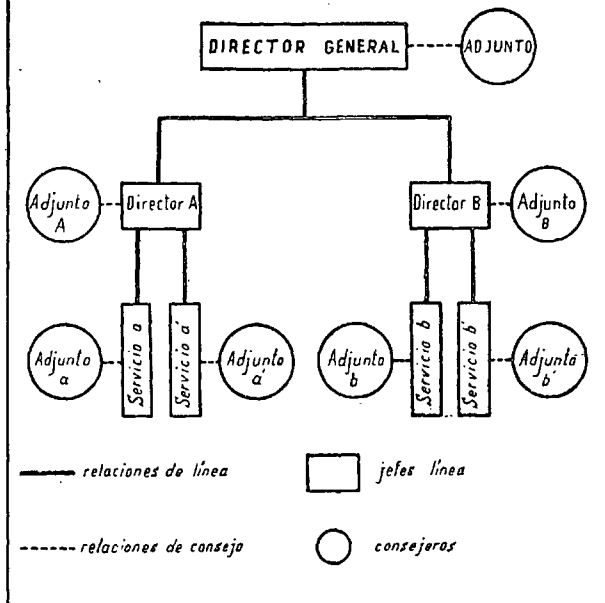 DIRECTOR GENERAL
ADJUNTO
Adjunto
A
Director A
Director B
Adjunto
B
Adjunto
a
Servicio a
Servicio a'
Adjunto
a'
Adjunto
b
Servicio b
Servicio b'
Adjunto
b'
relaciones de línea
jefes línea
relaciones de consejo
consejeros